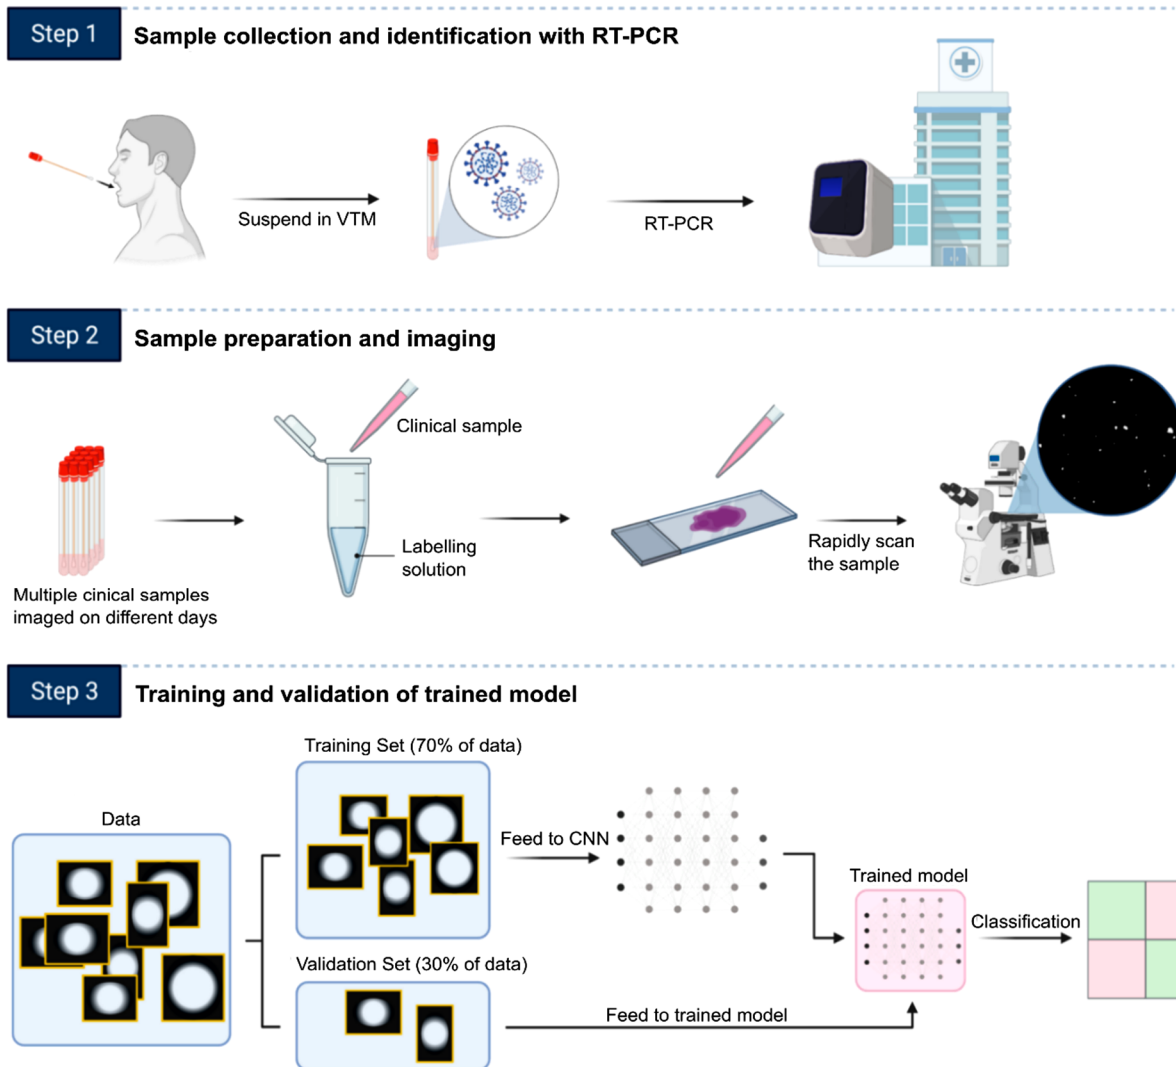 Step 1
Sample collection and identification with RT-PCR
Suspend in VTM
RT-PCR
Step 2
Sample preparation and imaging
Clinical sample
Labelling
solution
Rapidly scan
the sample
Multiple cinical samples
imaged on different days
Step 3
Training and validation of trained model
Training Set (70% of data)
Data
Feed to CNN
Trained model
Classification
Validation Set (30% of data)
Feed to trained model